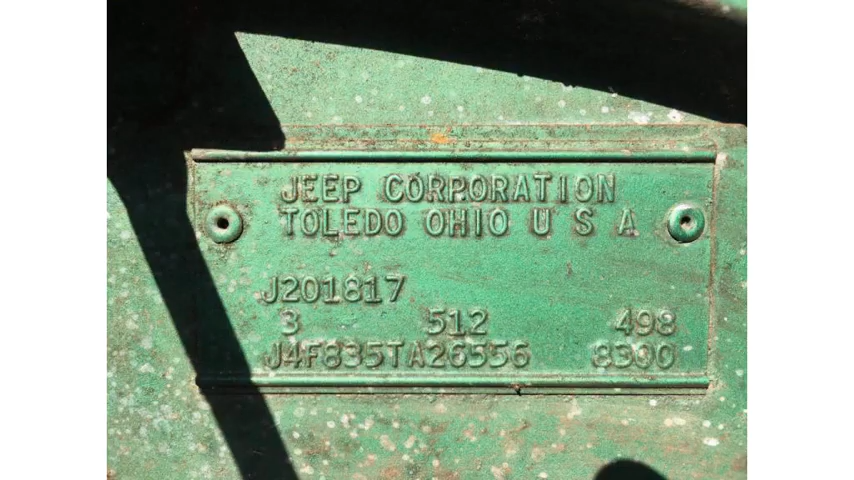 JEEP CORPORATION
TOLEDO OHIO U S A
J201817
3 512 498
J4F835TA26556 8300